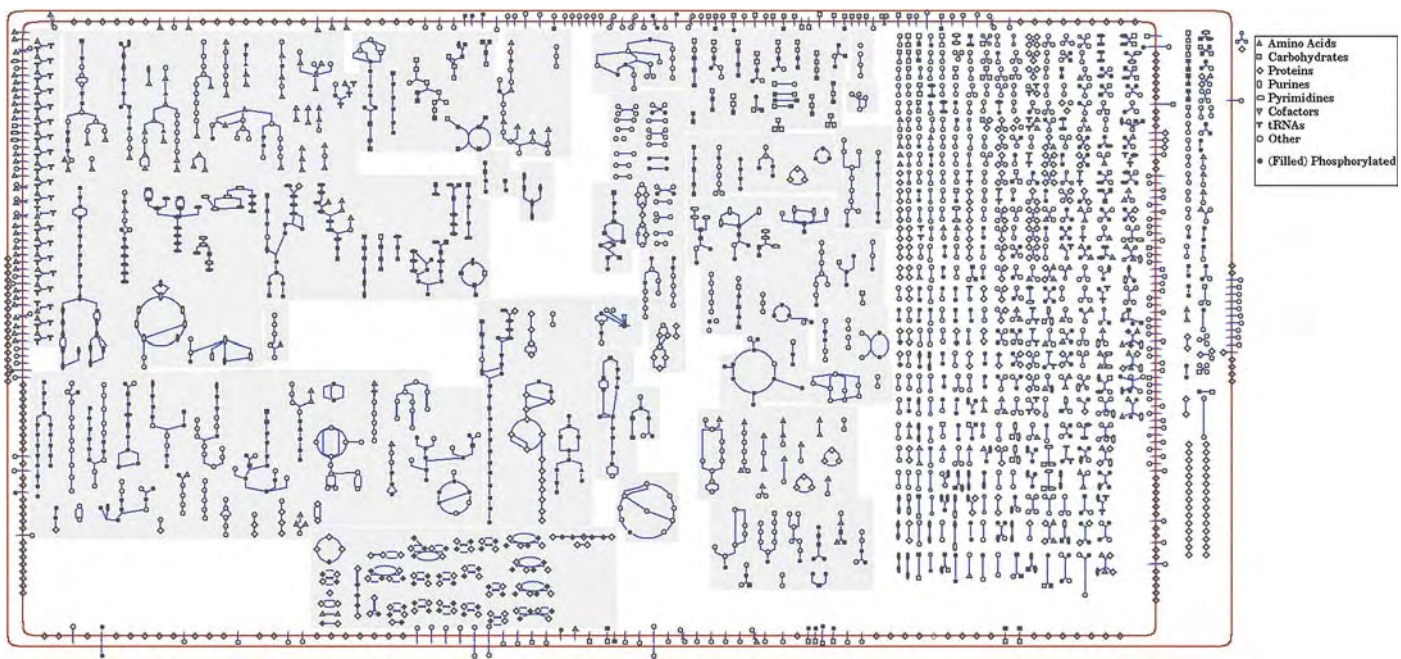 Amino Acids
Carbohydrates
Proteins
Purines
Pyrimidines
Cofactors
tRNAs
Other
(Filled) Phosphorylated